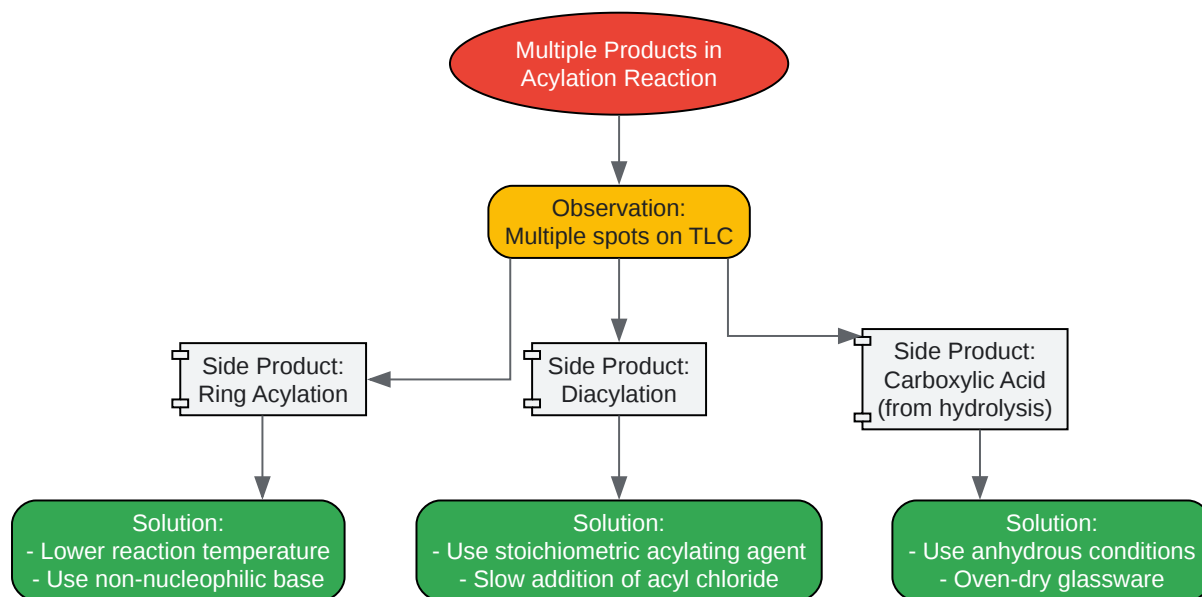 Multiple Products in
Acylation Reaction
Observation:
Multiple spots on TLC
Side Product:
Ring Acylation
Side Product:
Diacylation
Side Product:
Carboxylic Acid
(from hydrolysis)
Solution:
- Lower reaction temperature
- Use non-nucleophilic base
Solution:
- Use stoichiometric acylating agent
- Slow addition of acyl chloride
Solution:
- Use anhydrous conditions
- Oven-dry glassware